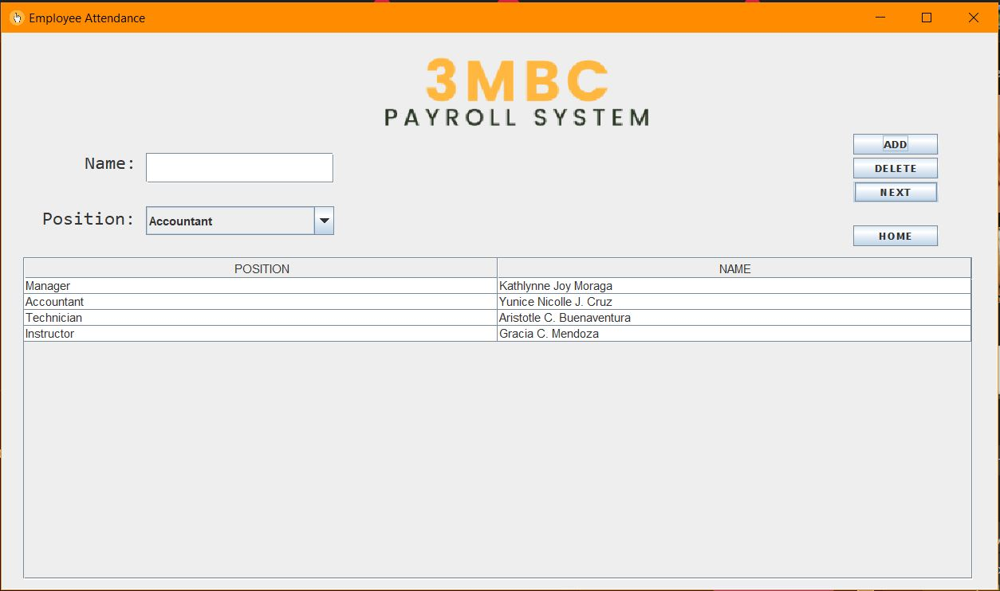 Employee Attendance
3MBC
PAYROLL SYSTEM
Name:
ADD
DELETE
NEXT
Position: Accountant
HOME
POSITION NAME
Manager Kathlynne Joy Moraga
Accountant Yunice Nicolle J. Cruz
Technician Aristotle C. Buenaventura
Instructor Gracia C. Mendoza